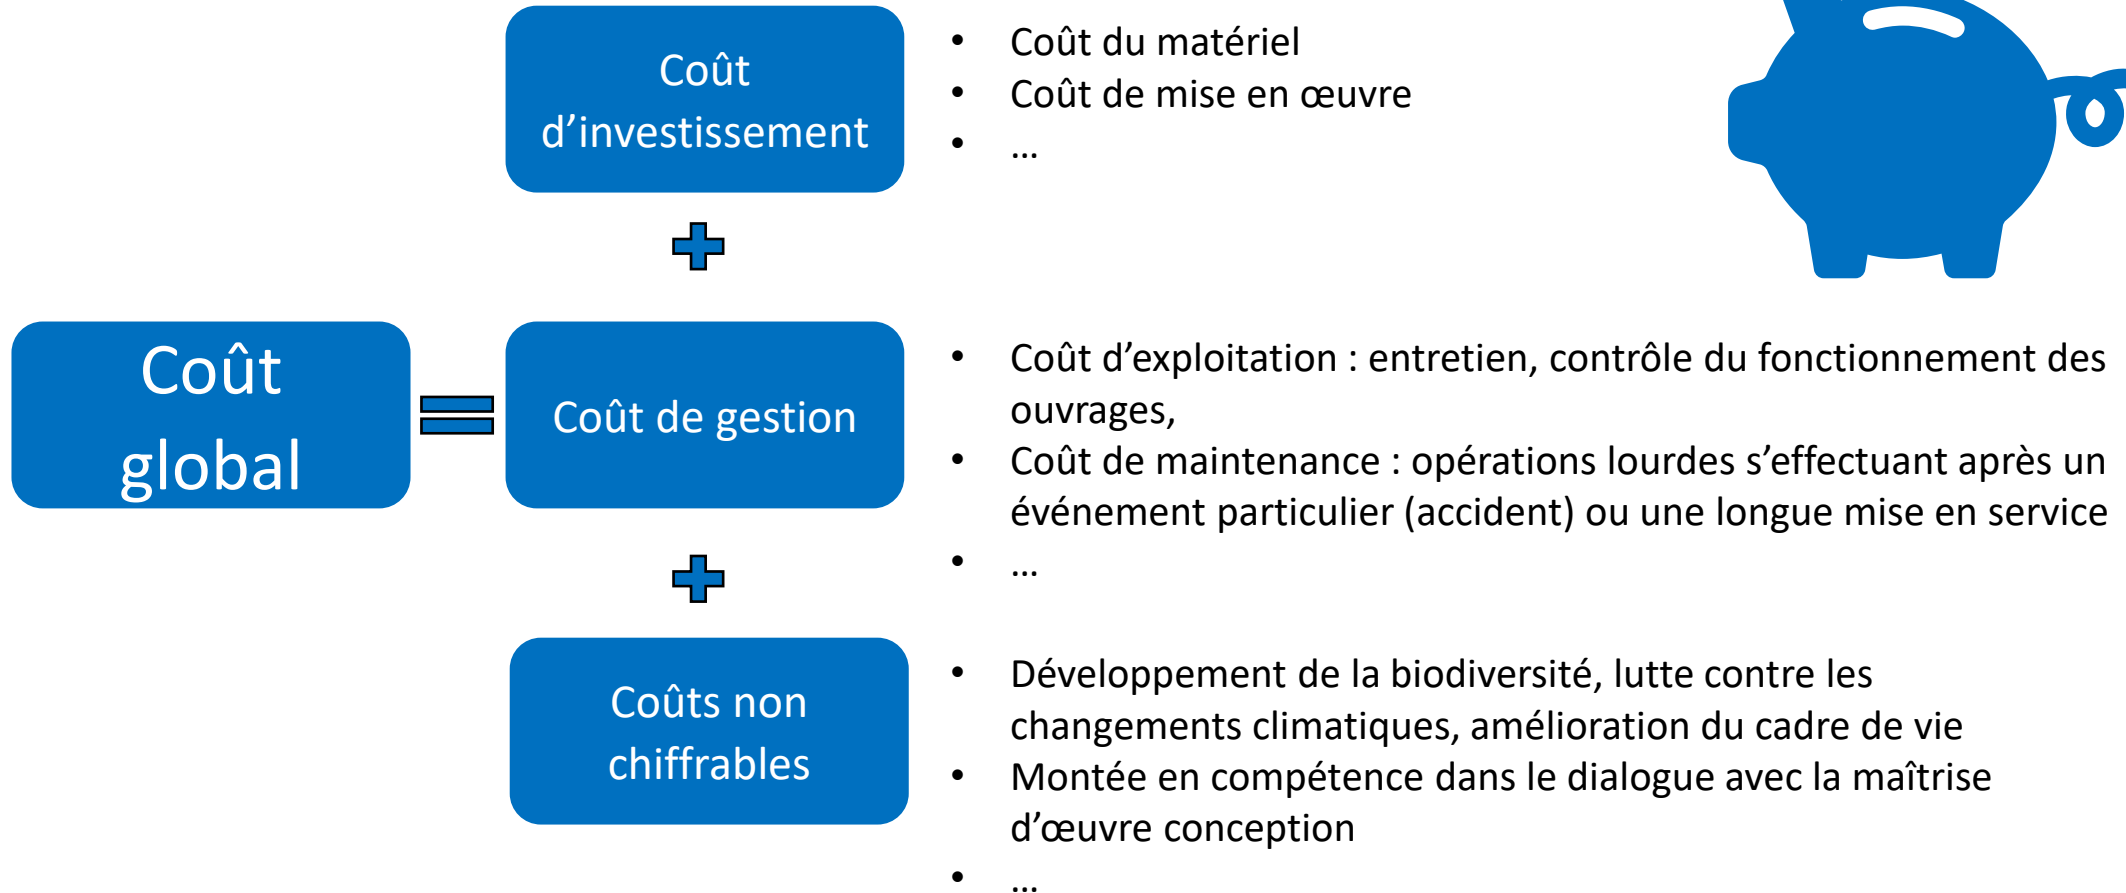 Coût
d’investissement
• Coût du matériel
• Coût de mise en œuvre
• …
Coût
global
Coût de gestion
• Coût d’exploitation : entretien, contrôle du fonctionnement des
ouvrages,
• Coût de maintenance : opérations lourdes s’effectuant après un
événement particulier (accident) ou une longue mise en service
• …
Coûts non
chiffrables
• Développement de la biodiversité, lutte contre les
changements climatiques, amélioration du cadre de vie
• Montée en compétence dans le dialogue avec la maîtrise
d’œuvre conception
• …